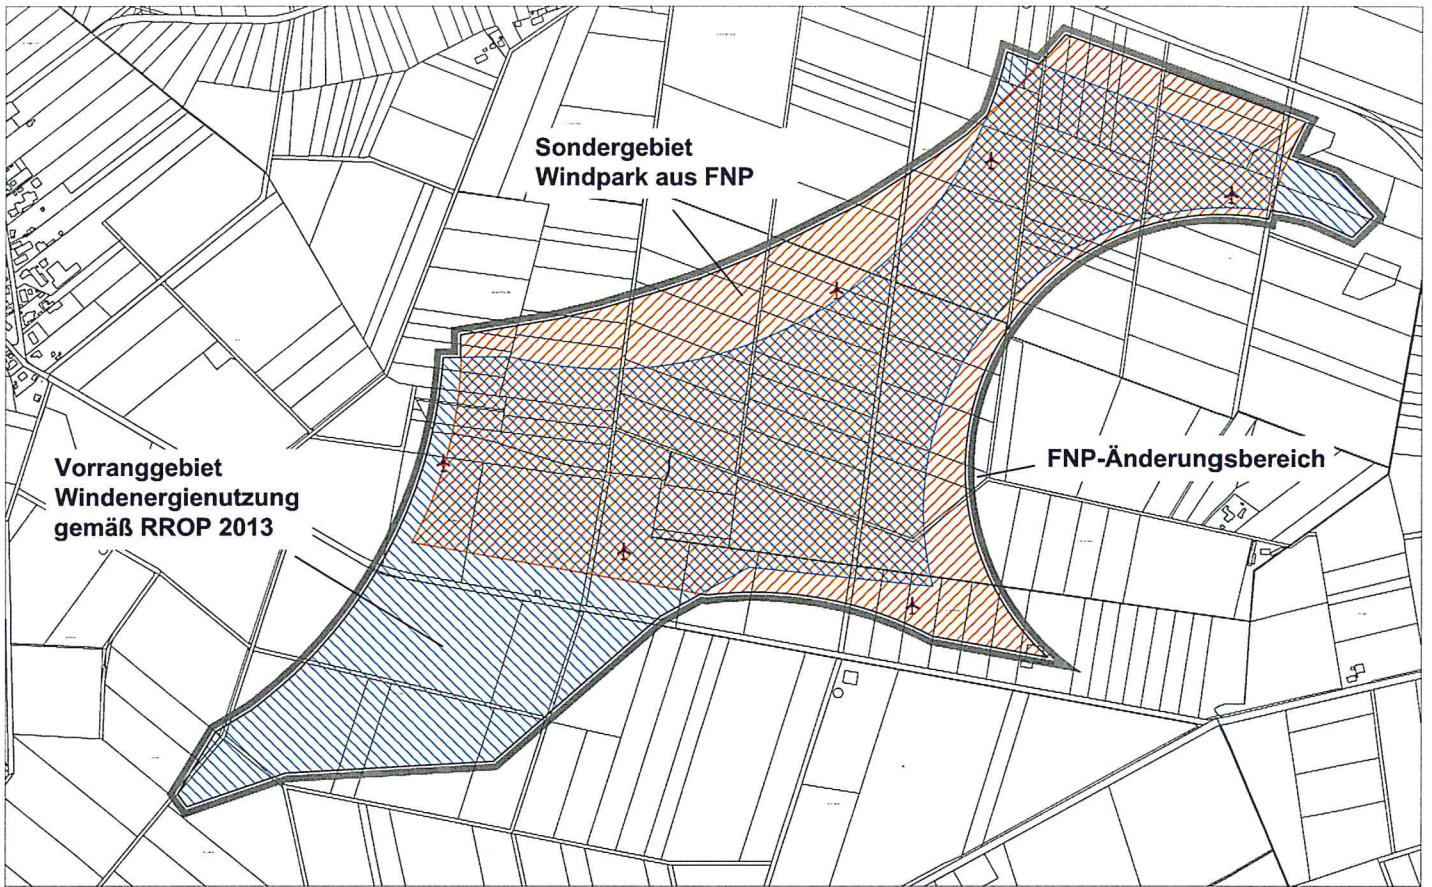 Sondergebiet
Windpark aus FNP
FNP-Änderungsbereich
Vorranggebiet
Windenergienutzung
gemäß RROP 2013